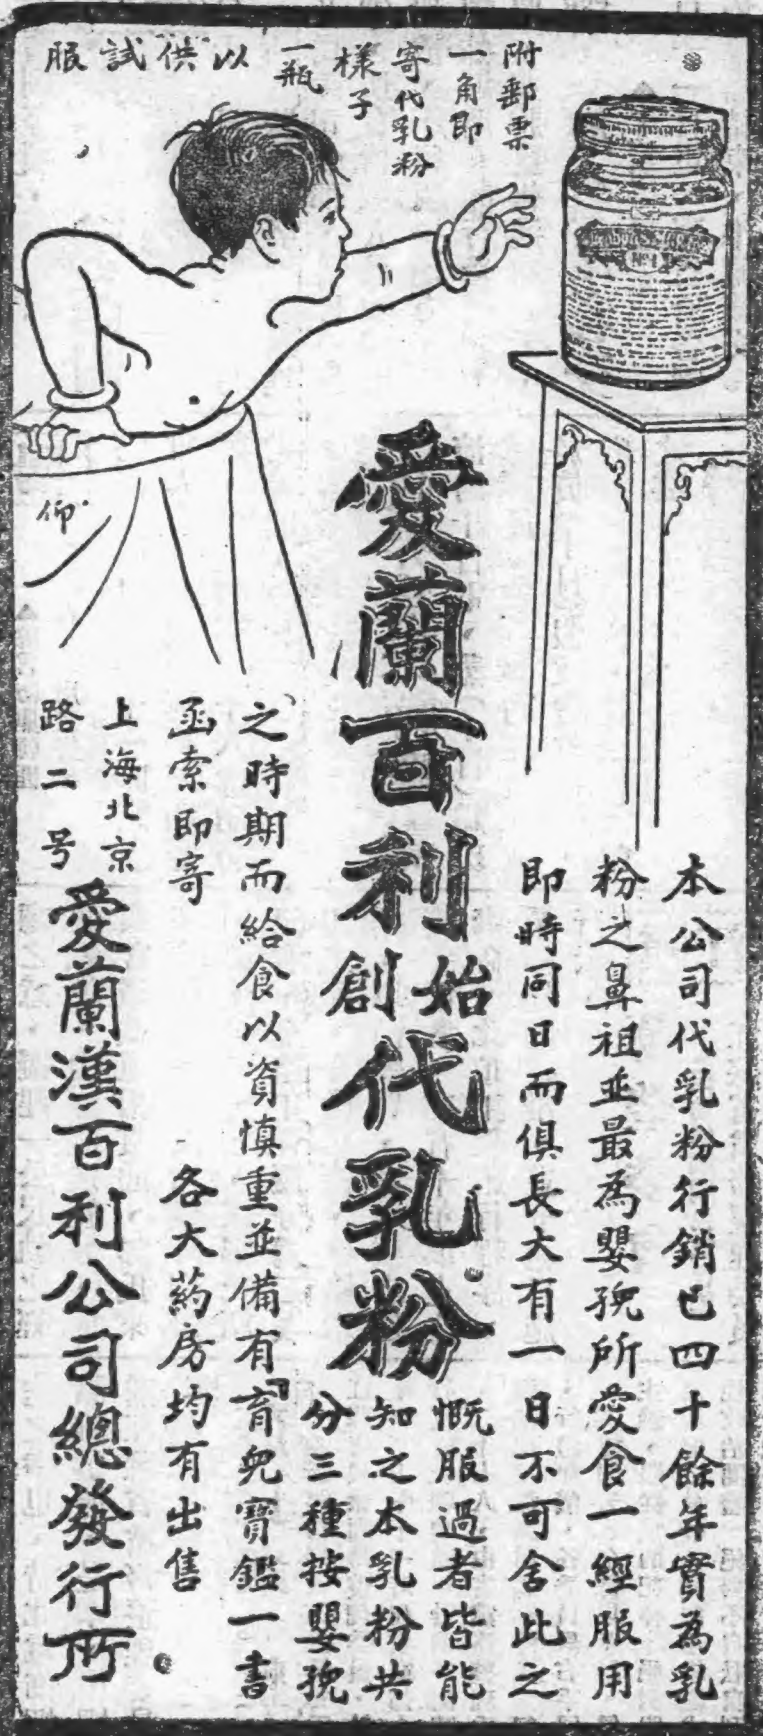 附郵票
一角即
寄代乳粉
樣子
一瓶
以供試服
愛蘭百利
始創
代乳粉
本公司代乳粉行銷已四十餘年實為乳
粉之鼻祖並最為嬰孩所愛食一經服用
即時同日而俱長大有一日不可舍此之
慨服過者皆能
知之本乳粉共
分三種按嬰孩
之時期而給食以資慎重並備有「育兒寶鑑一書
函索即寄
各大葯房均有出售
上海北京
路二号
愛蘭漢百利公司總發行所